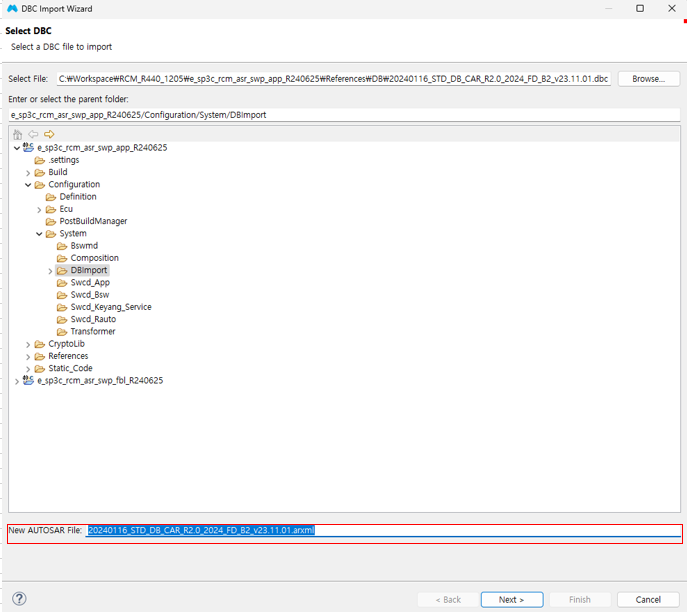 DBC Import Wizard
Select DBC
Select a DBC file to import
Select File: C:₩Workspace₩RCM_R440_1205₩e_sp3c_rcm_asr_swp_app_R240625₩References₩DB₩20240116_STD_DB_CAR_R2.0_2024_FD_B2_v23.11.01.dbc Browse...
Enter or select the parent folder:
e_sp3c_rcm_asr_swp_app_R240625/Configuration/System/DBImport
e_sp3c_rcm_asr_swp_app_R240625
.settings
Build
Configuration
Definition
Ecu
PostBuildManager
System
Bswmd
Composition
DBImport
Swcd_App
Swcd_Bsw
Swcd_Keyang_Service
Swcd_Rauto
Transformer
CryptoLib
References
Static_Code
e_sp3c_rcm_asr_swp_fbl_R240625
New AUTOSAR File: 20240116_STD_DB_CAR_R2.0_2024_FD_B2_v23.11.01.arxml
? < Back Next > Finish Cancel